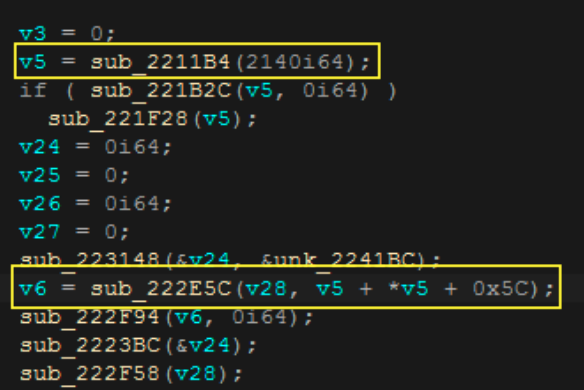 v3 = 0;
v5 = sub_2211B4(2140i64);
if ( sub_221B2C(v5, 0i64) )
sub_221F28(v5);
v24 = 0i64;
v25 = 0;
v26 = 0i64;
v27 = 0;
sub_223148(&v24, &unk_2241BC);
v6 = sub_222E5C(v28, v5 + *v5 + 0x5C);
sub_222F94(v6, 0i64);
sub_2223BC(&v24);
sub_222F58(v28);